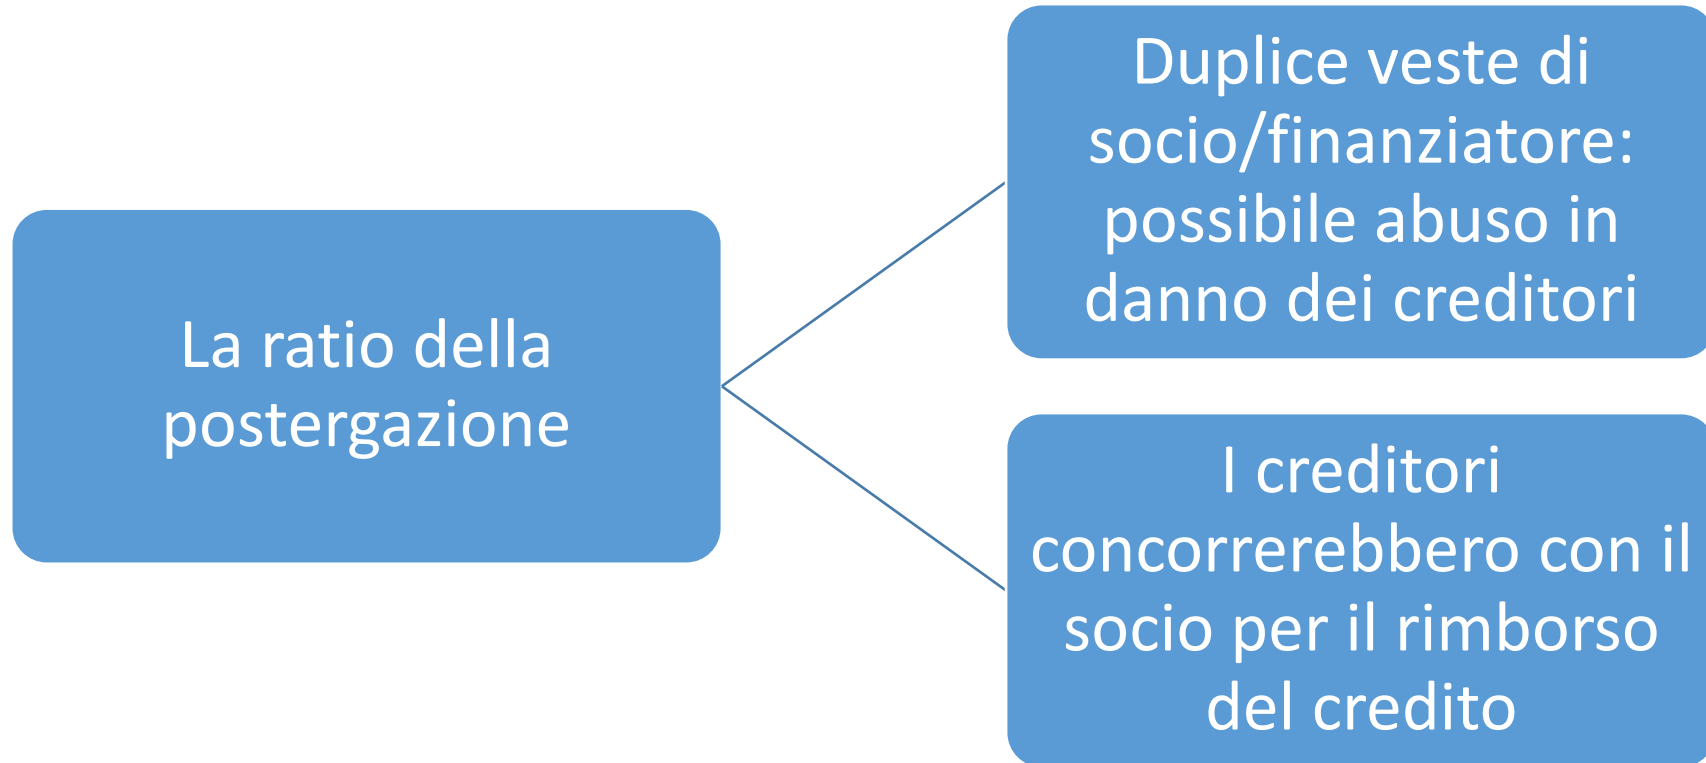 La ratio della
postergazione
Duplice veste di
socio/finanziatore:
possibile abuso in
danno dei creditori
I creditori
concorrerebbero con il
socio per il rimborso
del credito